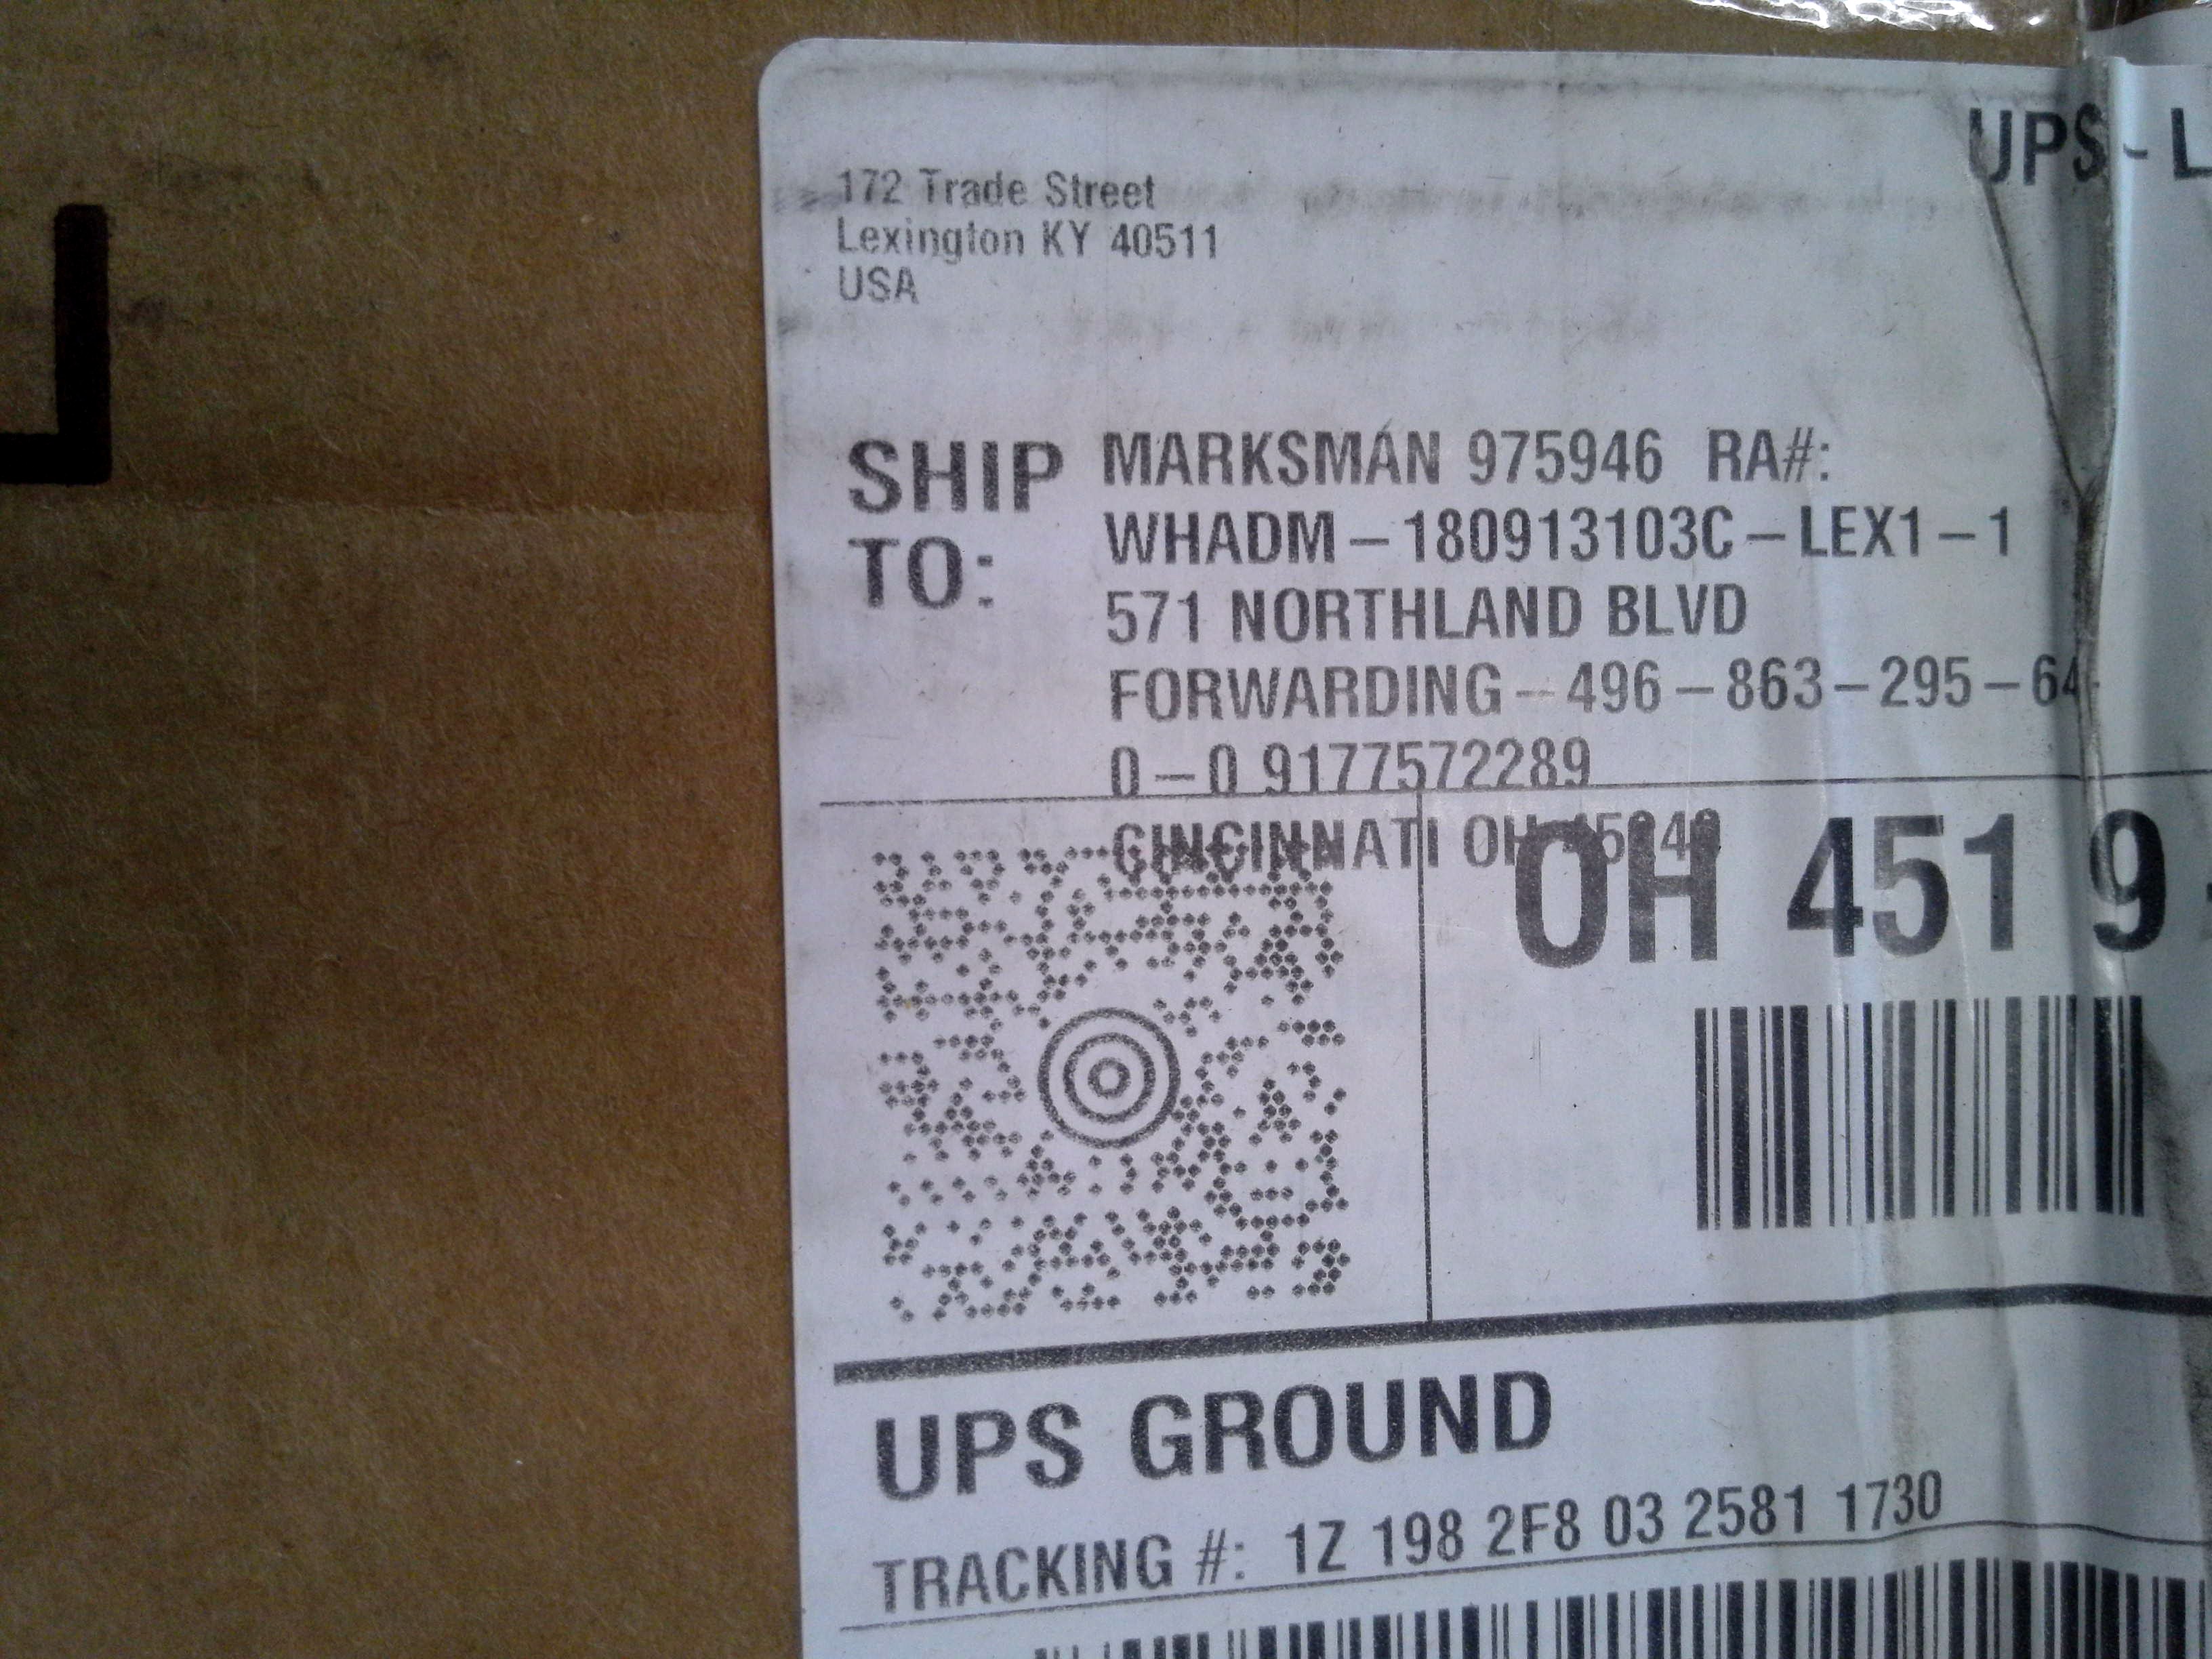 UPS - L
172 Trade Street
Lexington KY 40511
USA
SHIP TO:
MARKSMAN 975946 RA#:
WHADM-180913103C-LEX1-1
571 NORTHLAND BLVD
FORWARDING-496-863-295-64
0-0 9177572289
CINCINNATI OH
OH 451 9
UPS GROUND
TRACKING #: 1Z 198 2F8 03 2581 1730